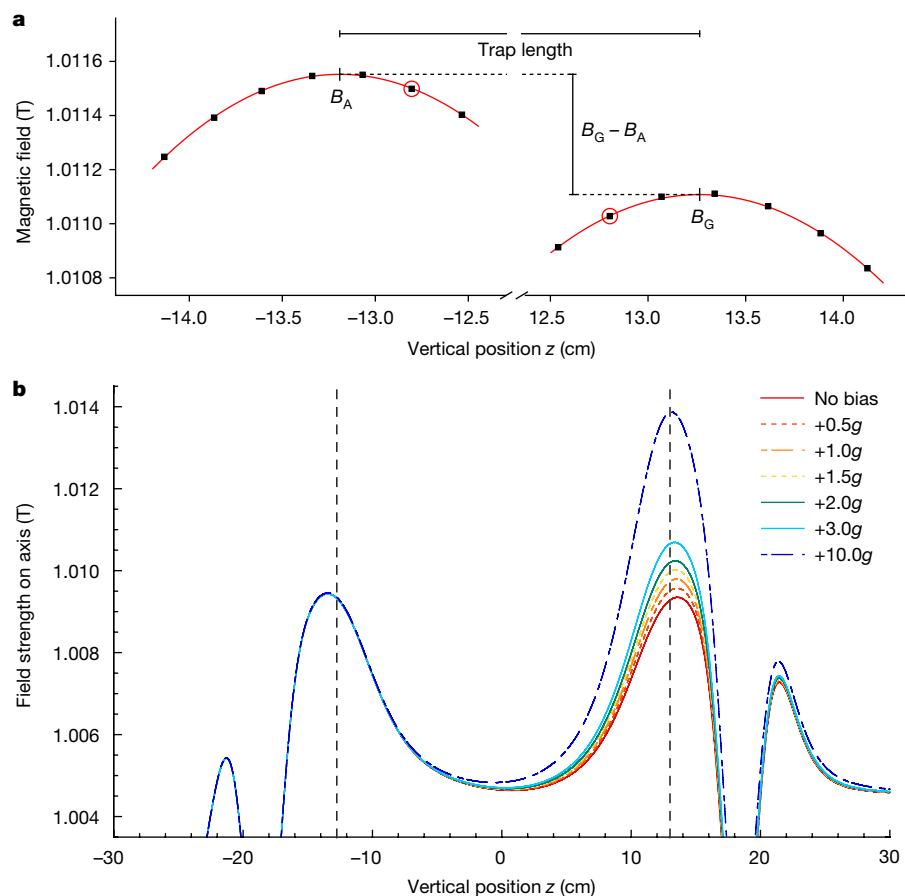 a
Trap length
1.0116
1.0114
1.0112
1.0110
1.0108
Magnetic field (T)
B_A
B_G – B_A
B_G
–14.0 –13.5 –13.0 –12.5 12.5 13.0 13.5 14.0
Vertical position z (cm)
b
1.014
1.012
1.010
1.008
1.006
1.004
Field strength on axis (T)
No bias
+0.5g
+1.0g
+1.5g
+2.0g
+3.0g
+10.0g
–30 –20 –10 0 10 20 30
Vertical position z (cm)